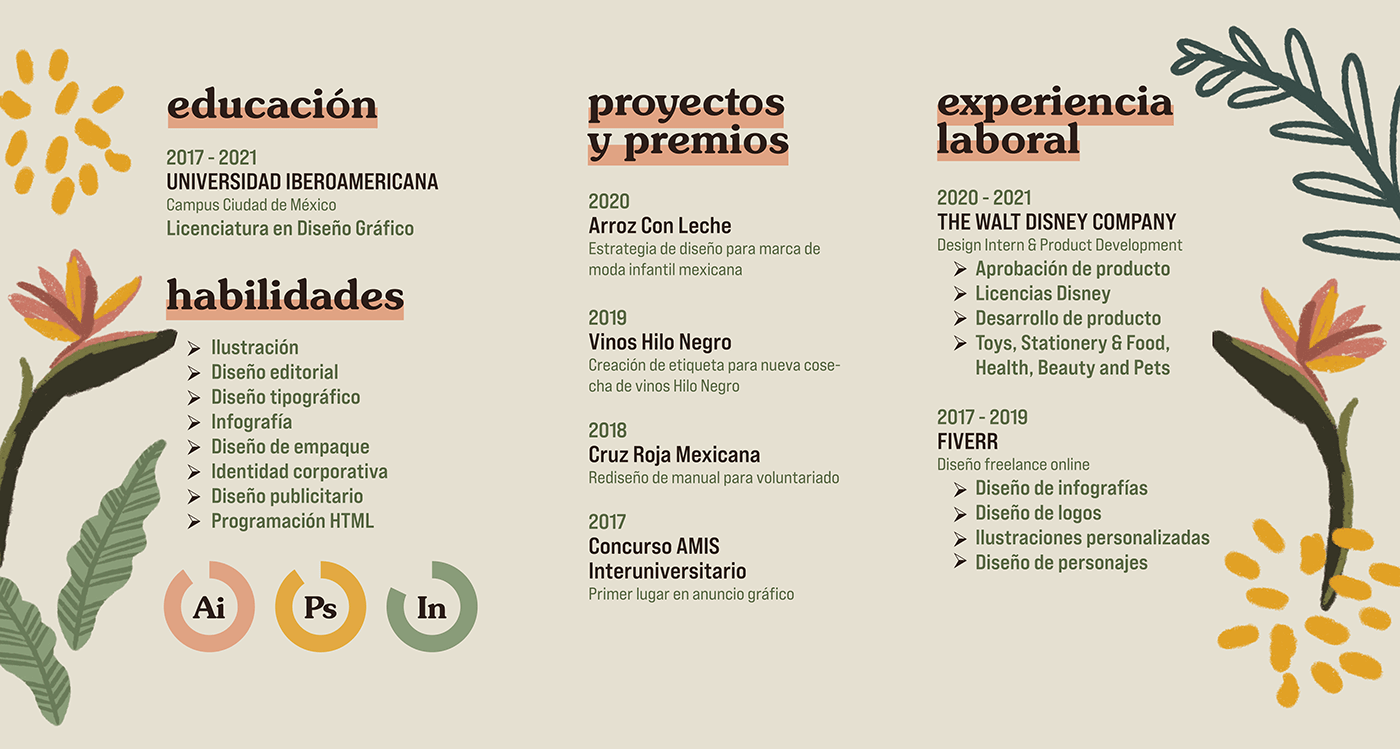 educación
2017 - 2021
UNIVERSIDAD IBEROAMERICANA
Campus Ciudad de México
Licenciatura en Diseño Gráfico
habilidades
Ilustración
Diseño editorial
Diseño tipográfico
Infografía
Diseño de empaque
Identidad corporativa
Diseño publicitario
Programación HTML
Ai Ps In
proyectos
y premios
2020
Arroz Con Leche
Estrategia de diseño para marca de
moda infantil mexicana
2019
Vinos Hilo Negro
Creación de etiqueta para nueva cose-
cha de vinos Hilo Negro
2018
Cruz Roja Mexicana
Rediseño de manual para voluntariado
2017
Concurso AMIS
Interuniversitario
Primer lugar en anuncio gráfico
experiencia
laboral
2020 - 2021
THE WALT DISNEY COMPANY
Design Intern & Product Development
Aprobación de producto
Licencias Disney
Desarrollo de producto
Toys, Stationery & Food,
Health, Beauty and Pets
2017 - 2019
FIVERR
Diseño freelance online
Diseño de infografías
Diseño de logos
Ilustraciones personalizadas
Diseño de personajes